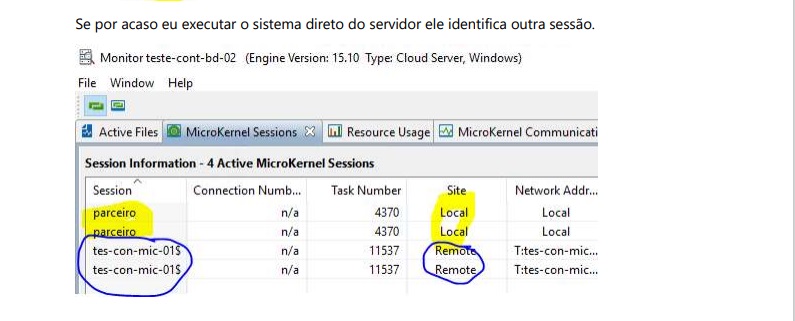 Se por acaso eu executar o sistema direto do servidor ele identifica outra sessão.
Monitor teste-cont-bd-02 (Engine Version: 15.10 Type: Cloud Server, Windows)
File Window Help
Active Files MicroKernel Sessions Resource Usage MicroKernel Communicati
Session Information - 4 Active MicroKernel Sessions
Session Connection Numb... Task Number Site Network Addr...
parceiro n/a 4370 Local Local
parceiro n/a 4370 Local Local
tes-con-mic-01$ n/a 11537 Remote T:tes-con-mic...
tes-con-mic-01$ n/a 11537 Remote T:tes-con-mic...